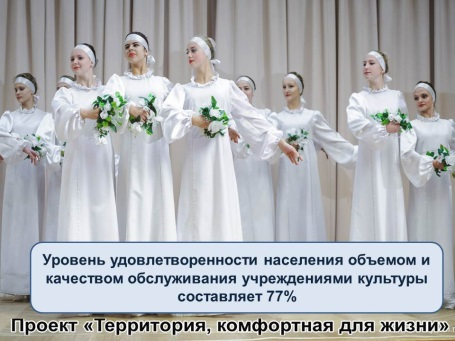 Уровень удовлетворенности населения объемом и
качеством обслуживания учреждениями культуры
составляет 77%
Проект «Территория, комфортная для жизни»